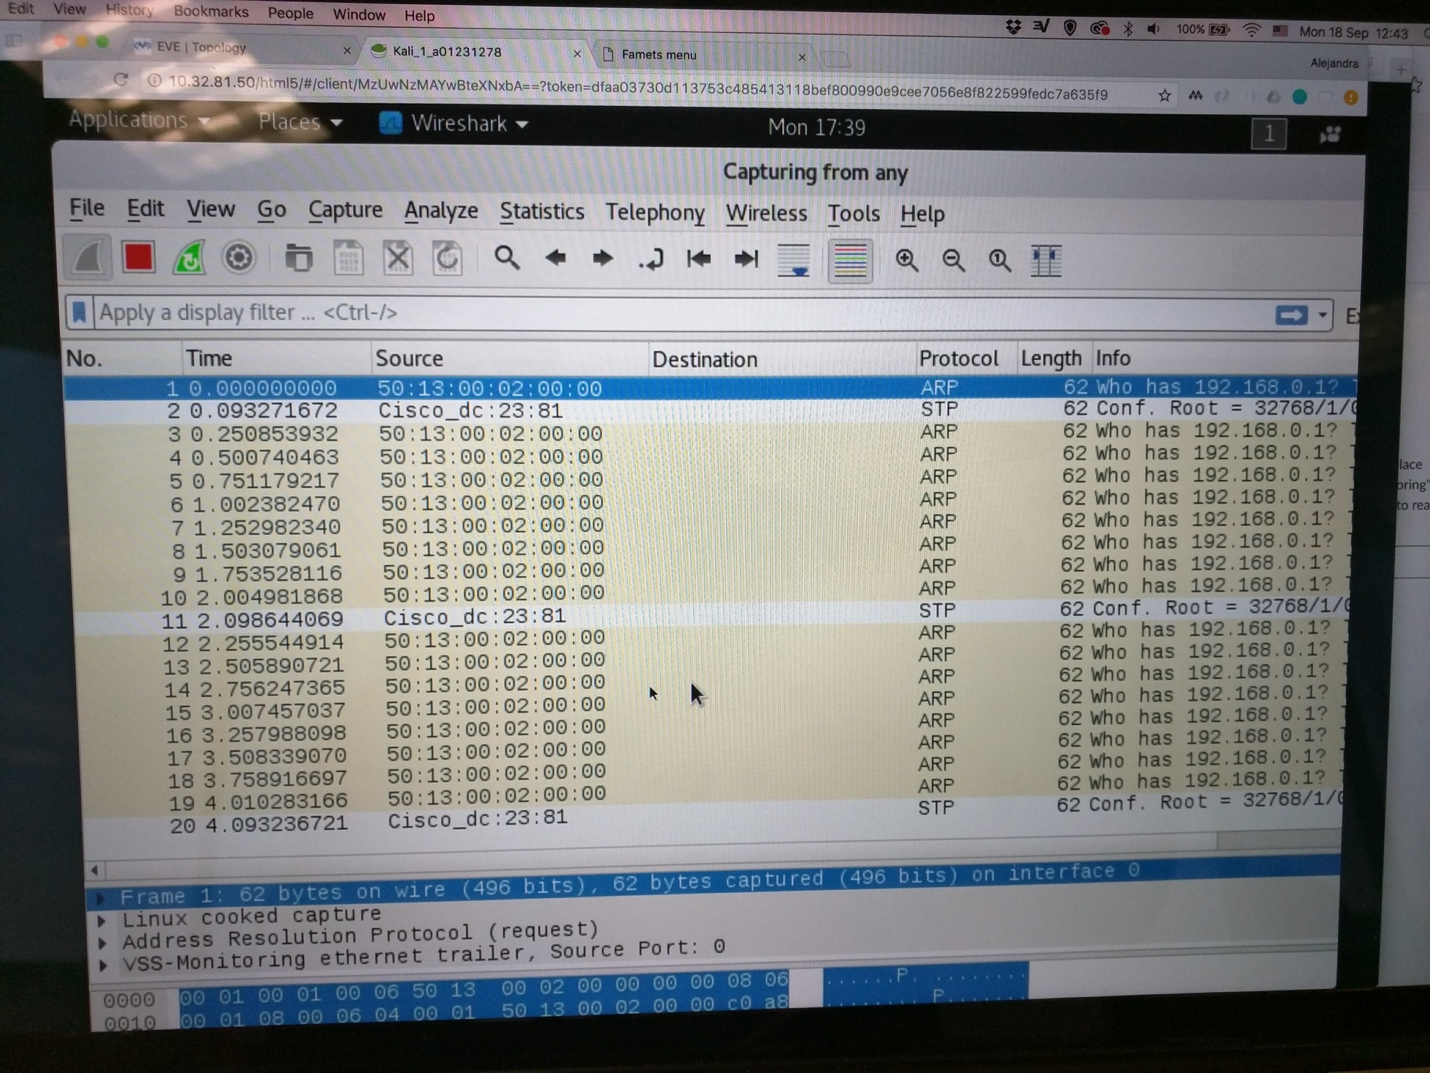 Edit View History Bookmarks People Window Help
100% Mon 18 Sep 12:43
EVE | Topology × Kali_1_a01231278 × Famets menu ×
Alejandra
10.32.81.50/html5/#/client/MzUwNzMAYwBteXNxbA==?token=dfaa03730d113753c485413118bef800990e9cee7056e8f822599fedc7a635f9
Applications Places Wireshark Mon 17:39 1
Capturing from any
File Edit View Go Capture Analyze Statistics Telephony Wireless Tools Help
Apply a display filter ... <Ctrl-/>
No. Time Source Destination Protocol Length Info
1 0.000000000 50:13:00:02:00:00 ARP 62 Who has 192.168.0.1?
2 0.093271672 Cisco_dc:23:81 STP 62 Conf. Root = 32768/1/
3 0.250853932 50:13:00:02:00:00 ARP 62 Who has 192.168.0.1?
4 0.500740463 50:13:00:02:00:00 ARP 62 Who has 192.168.0.1?
5 0.751179217 50:13:00:02:00:00 ARP 62 Who has 192.168.0.1?
6 1.002382470 50:13:00:02:00:00 ARP 62 Who has 192.168.0.1?
7 1.252982340 50:13:00:02:00:00 ARP 62 Who has 192.168.0.1?
8 1.503079061 50:13:00:02:00:00 ARP 62 Who has 192.168.0.1?
9 1.753528116 50:13:00:02:00:00 ARP 62 Who has 192.168.0.1?
10 2.004981868 50:13:00:02:00:00 ARP 62 Who has 192.168.0.1?
11 2.098644069 Cisco_dc:23:81 STP 62 Conf. Root = 32768/1/
12 2.255544914 50:13:00:02:00:00 ARP 62 Who has 192.168.0.1?
13 2.505890721 50:13:00:02:00:00 ARP 62 Who has 192.168.0.1?
14 2.756247365 50:13:00:02:00:00 ARP 62 Who has 192.168.0.1?
15 3.007457037 50:13:00:02:00:00 ARP 62 Who has 192.168.0.1?
16 3.257988098 50:13:00:02:00:00 ARP 62 Who has 192.168.0.1?
17 3.508339070 50:13:00:02:00:00 ARP 62 Who has 192.168.0.1?
18 3.758916697 50:13:00:02:00:00 ARP 62 Who has 192.168.0.1?
19 4.010283166 50:13:00:02:00:00 ARP 62 Who has 192.168.0.1?
20 4.093236721 Cisco_dc:23:81 STP 62 Conf. Root = 32768/1/
Frame 1: 62 bytes on wire (496 bits), 62 bytes captured (496 bits) on interface 0
Linux cooked capture
Address Resolution Protocol (request)
VSS-Monitoring ethernet trailer, Source Port: 0
0000 00 01 00 01 00 06 50 13 00 02 00 00 00 00 08 06 ......P.........
0010 00 01 08 00 06 04 00 01 50 13 00 02 00 00 c0 a8 ........P.......